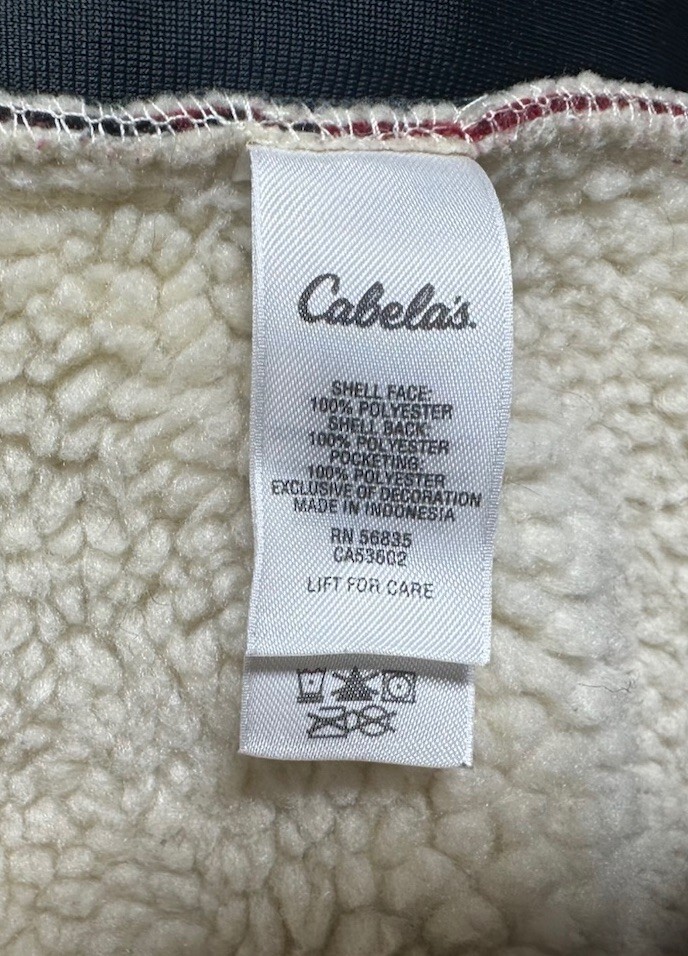 Cabela's.
SHELL FACE:
100% POLYESTER
SHELL BACK:
100% POLYESTER
POCKETING:
100% POLYESTER
EXCLUSIVE OF DECORATION
MADE IN INDONESIA
RN 56835
CA53602
LIFT FOR CARE